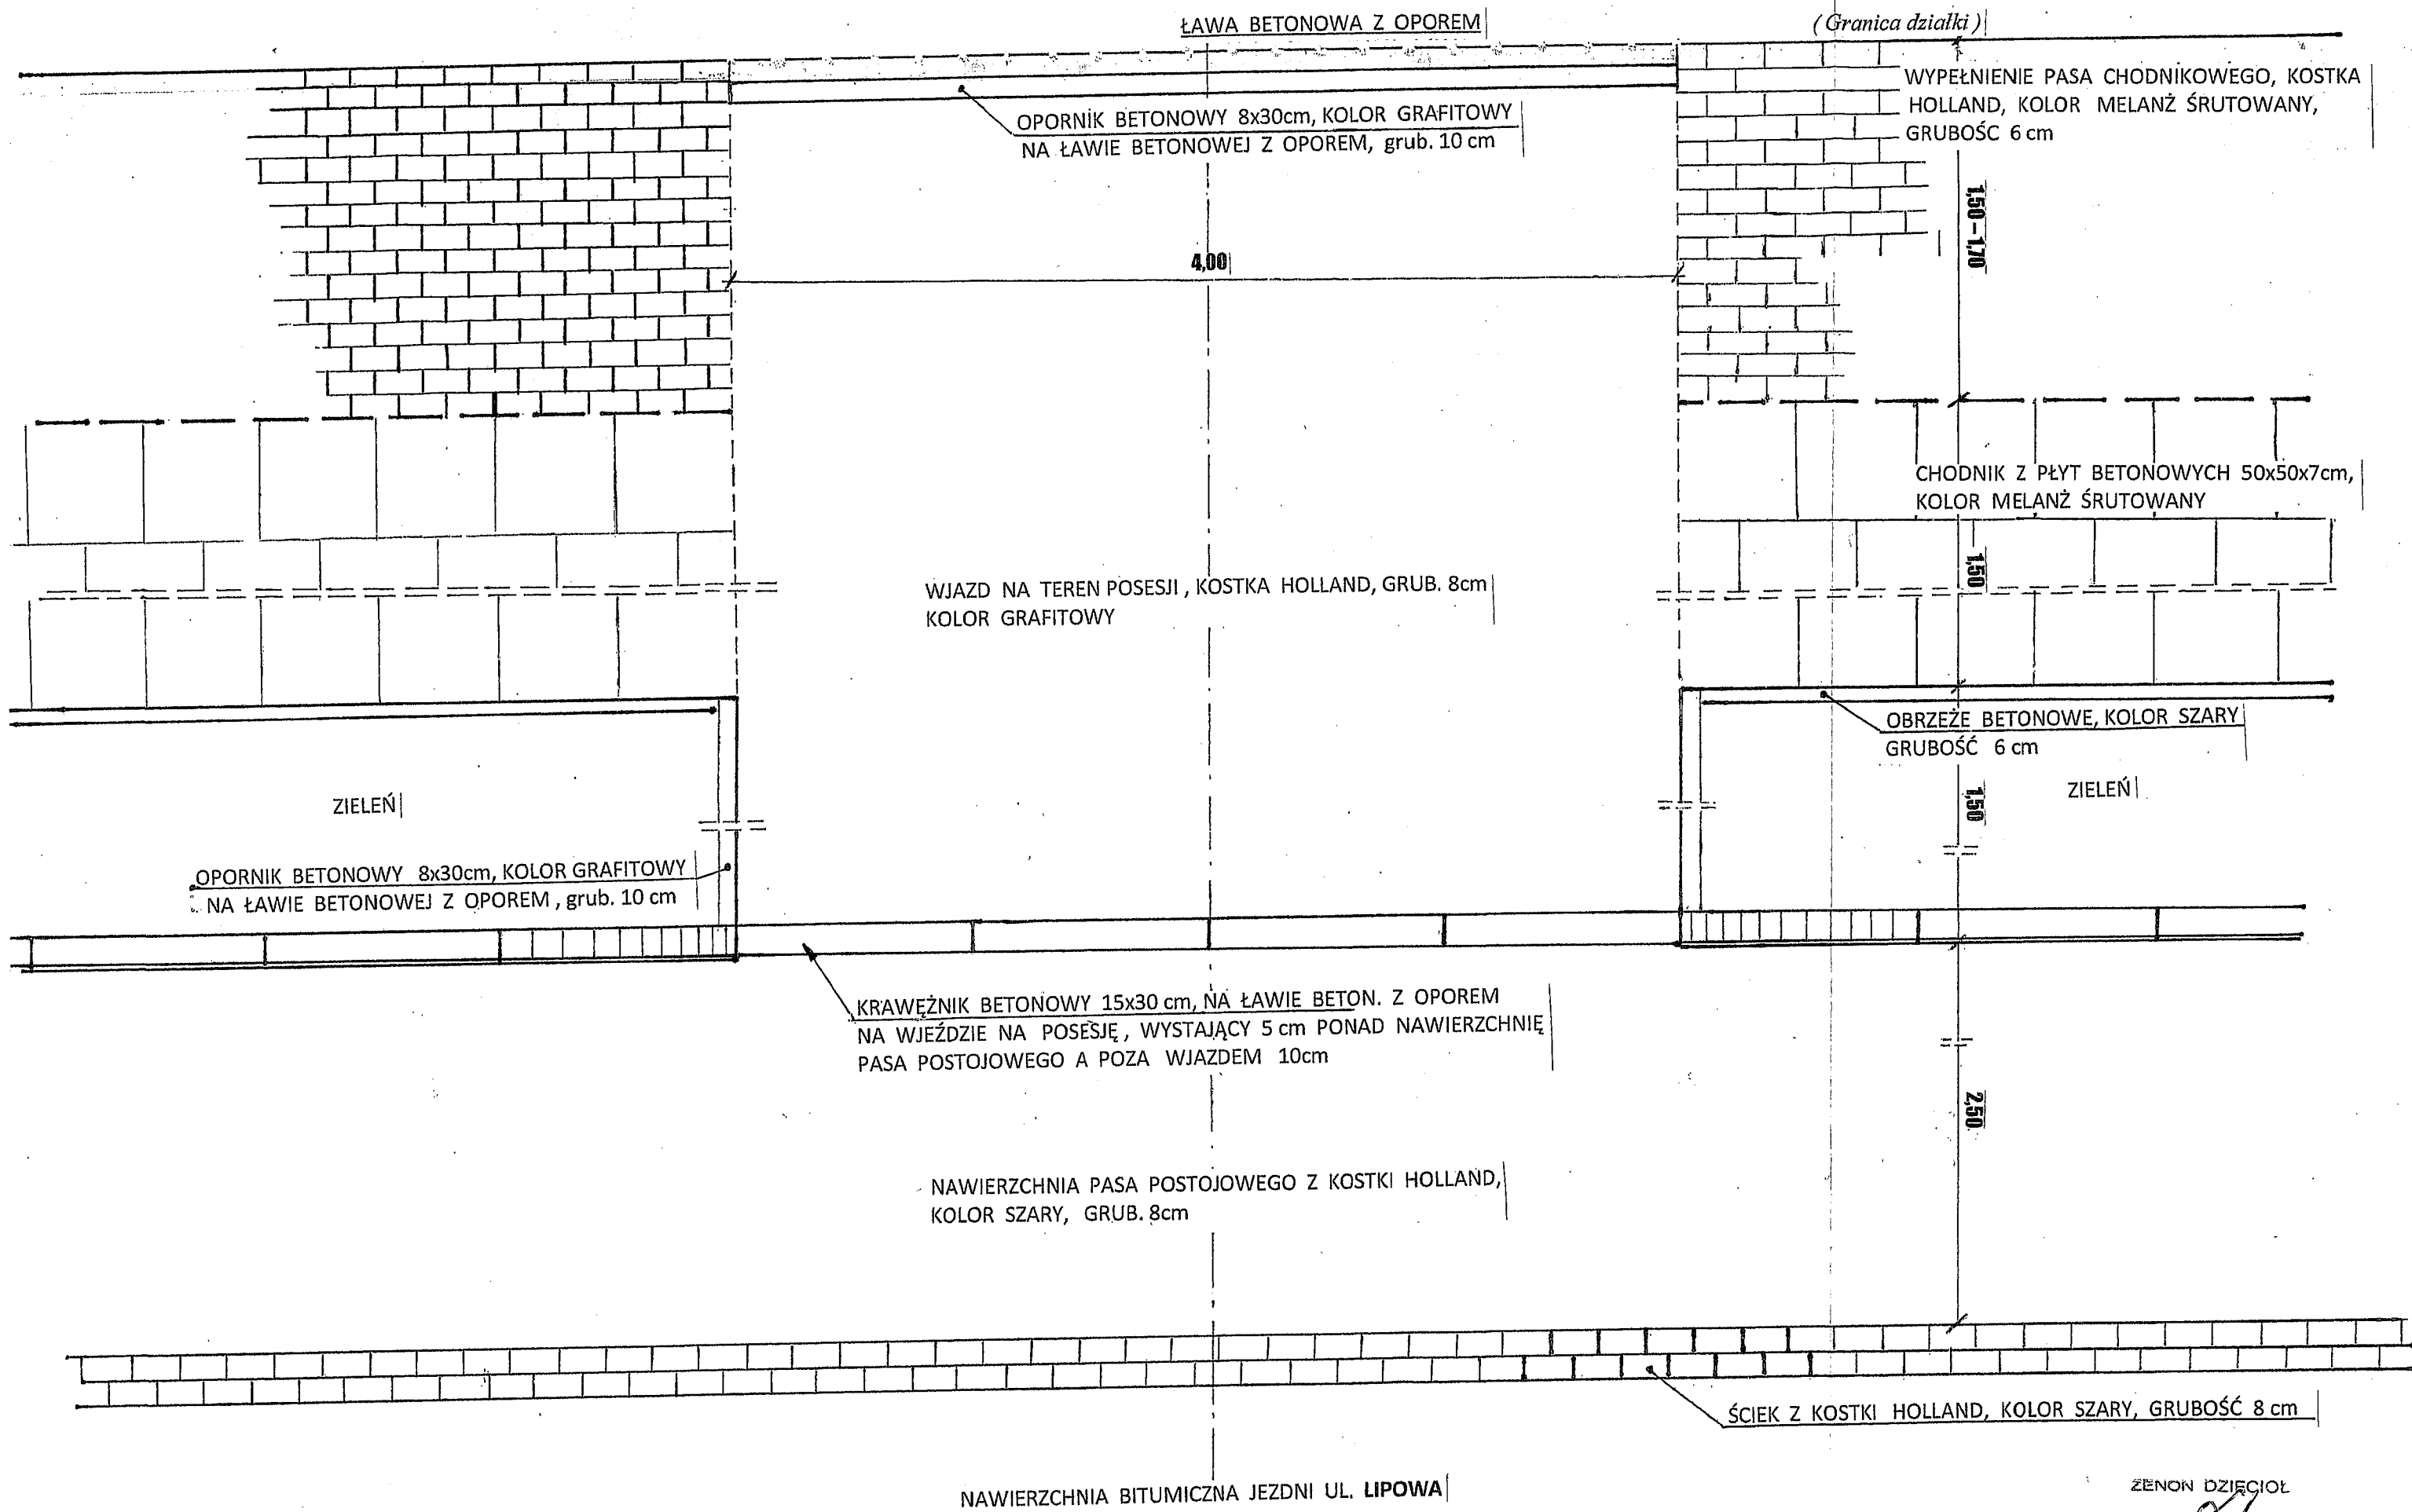 ŁAWA BETONOWA Z OPOREM
(Granica działki)
WYPEŁNIENIE PASA CHODNIKOWEGO, KOSTKA
HOLLAND, KOLOR MELANŻ ŚRUTOWANY,
GRUBOŚC 6 cm
OPORNIK BETONOWY 8x30cm, KOLOR GRAFITOWY
NA ŁAWIE BETONOWEJ Z OPOREM, grub. 10 cm
1,50 – 1,70
4,00
CHODNIK Z PŁYT BETONOWYCH 50x50x7cm,
KOLOR MELANŻ ŚRUTOWANY
1,50
WJAZD NA TEREN POSESJI , KOSTKA HOLLAND, GRUB. 8cm
KOLOR GRAFITOWY
OBRZEŻE BETONOWE, KOLOR SZARY
GRUBOŚĆ 6 cm
ZIELEŃ
1,50
ZIELEŃ
OPORNIK BETONOWY 8x30cm, KOLOR GRAFITOWY
NA ŁAWIE BETONOWEJ Z OPOREM , grub. 10 cm
KRAWĘŻNIK BETONOWY 15x30 cm, NA ŁAWIE BETON. Z OPOREM
NA WJEŹDZIE NA POSESJĘ , WYSTAJĄCY 5 cm PONAD NAWIERZCHNIĘ
PASA POSTOJOWEGO A POZA WJAZDEM 10cm
2,50
NAWIERZCHNIA PASA POSTOJOWEGO Z KOSTKI HOLLAND,
KOLOR SZARY, GRUB. 8cm
ŚCIEK Z KOSTKI HOLLAND, KOLOR SZARY, GRUBOŚĆ 8 cm
NAWIERZCHNIA BITUMICZNA JEZDNI UL. LIPOWA
ZENON DZIĘCIOŁ